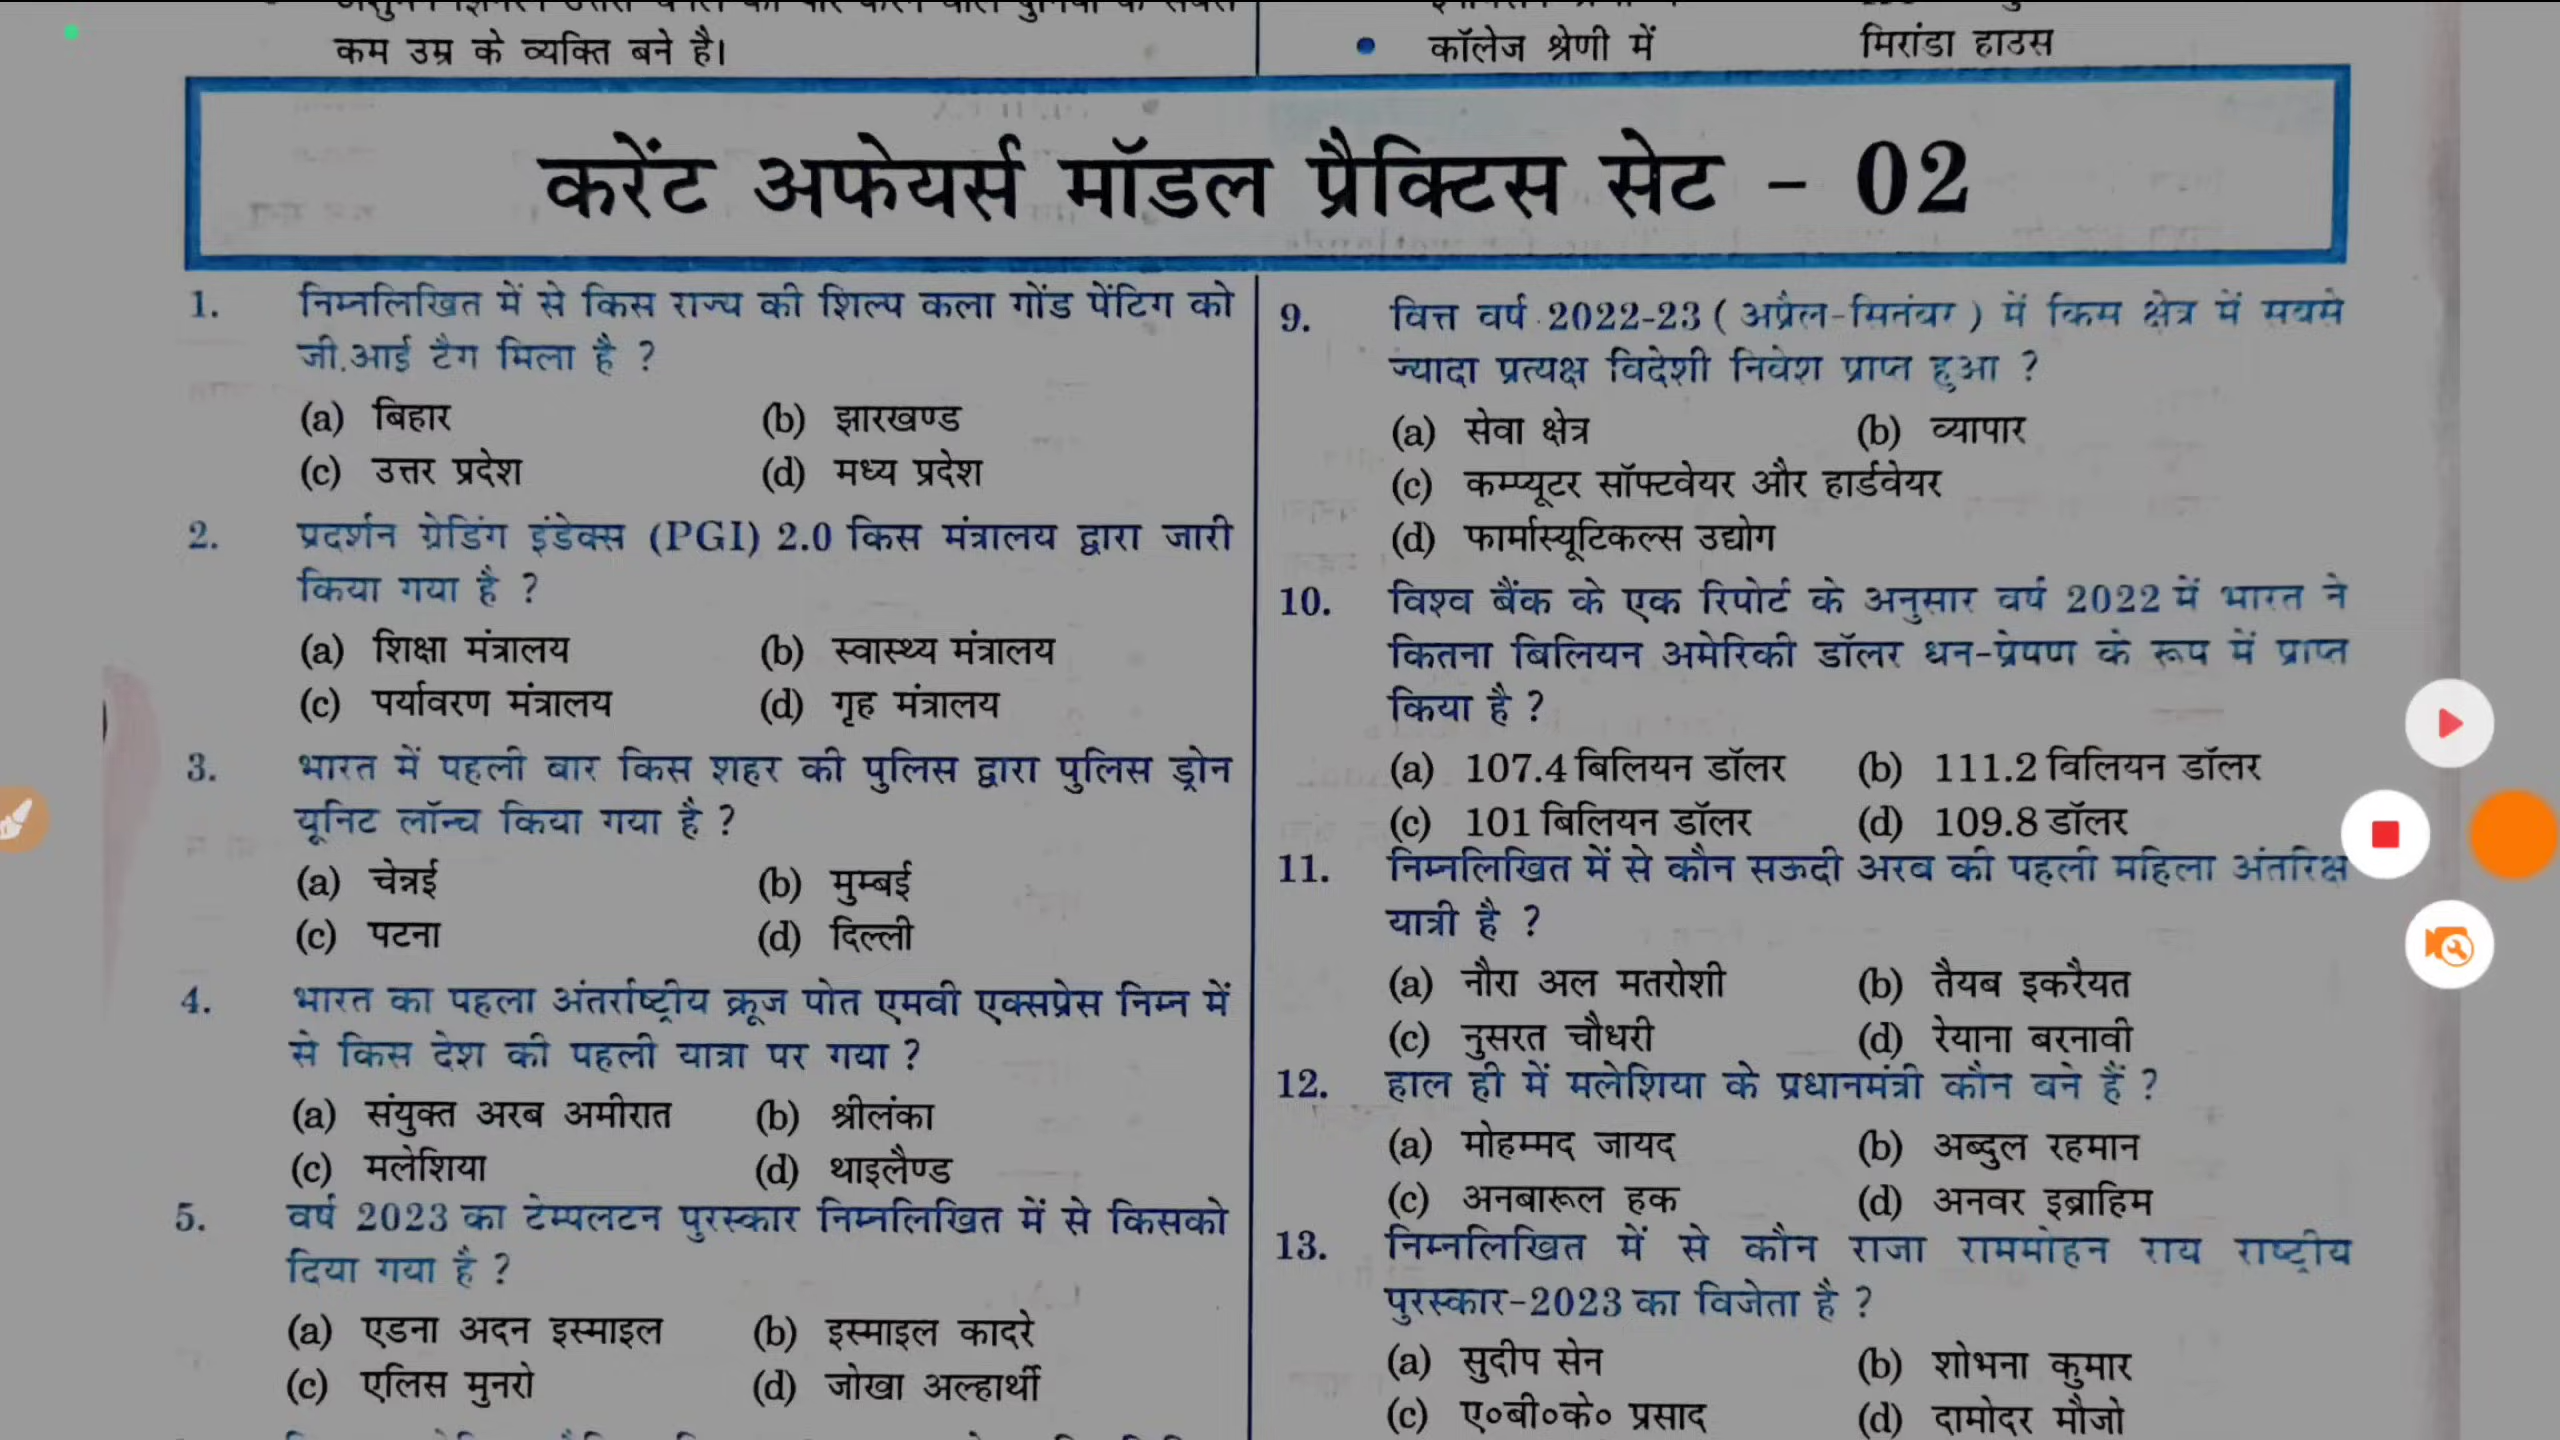 कम उम्र के व्यक्ति बने है।
• कॉलेज श्रेणी में मिरांडा हाउस
करेंट अफेयर्स मॉडल प्रैक्टिस सेट - 02
1. निम्नलिखित में से किस राज्य की शिल्प कला गोंड पेंटिग को
जी.आई टैग मिला है ?
(a) बिहार (b) झारखण्ड
(c) उत्तर प्रदेश (d) मध्य प्रदेश
2. प्रदर्शन ग्रेडिंग इंडेक्स (PGI) 2.0 किस मंत्रालय द्वारा जारी
किया गया है ?
(a) शिक्षा मंत्रालय (b) स्वास्थ्य मंत्रालय
(c) पर्यावरण मंत्रालय (d) गृह मंत्रालय
3. भारत में पहली बार किस शहर की पुलिस द्वारा पुलिस ड्रोन
यूनिट लॉन्च किया गया है ?
(a) चेन्नई (b) मुम्बई
(c) पटना (d) दिल्ली
4. भारत का पहला अंतर्राष्ट्रीय क्रूज पोत एमवी एक्सप्रेस निम्न में
से किस देश की पहली यात्रा पर गया ?
(a) संयुक्त अरब अमीरात (b) श्रीलंका
(c) मलेशिया (d) थाइलैण्ड
5. वर्ष 2023 का टेम्पलटन पुरस्कार निम्नलिखित में से किसको
दिया गया है ?
(a) एडना अदन इस्माइल (b) इस्माइल कादरे
(c) एलिस मुनरो (d) जोखा अल्हार्थी
9. वित्त वर्ष 2022-23 ( अप्रैल-सितंबर ) में किस क्षेत्र में सबसे
ज्यादा प्रत्यक्ष विदेशी निवेश प्राप्त हुआ ?
(a) सेवा क्षेत्र (b) व्यापार
(c) कम्प्यूटर सॉफ्टवेयर और हार्डवेयर
(d) फार्मास्यूटिकल्स उद्योग
10. विश्व बैंक के एक रिपोर्ट के अनुसार वर्ष 2022 में भारत ने
कितना बिलियन अमेरिकी डॉलर धन-प्रेषण के रूप में प्राप्त
किया है ?
(a) 107.4 बिलियन डॉलर (b) 111.2 विलियन डॉलर
(c) 101 बिलियन डॉलर (d) 109.8 डॉलर
11. निम्नलिखित में से कौन सऊदी अरब की पहली महिला अंतरिक्ष
यात्री है ?
(a) नौरा अल मतरोशी (b) तैयब इकरैयत
(c) नुसरत चौधरी (d) रेयाना बरनावी
12. हाल ही में मलेशिया के प्रधानमंत्री कौन बने हैं ?
(a) मोहम्मद जायद (b) अब्दुल रहमान
(c) अनबारूल हक (d) अनवर इब्राहिम
13. निम्नलिखित में से कौन राजा राममोहन राय राष्ट्रीय
पुरस्कार-2023 का विजेता है ?
(a) सुदीप सेन (b) शोभना कुमार
(c) ए०बी०के० प्रसाद (d) दामोदर मौजो